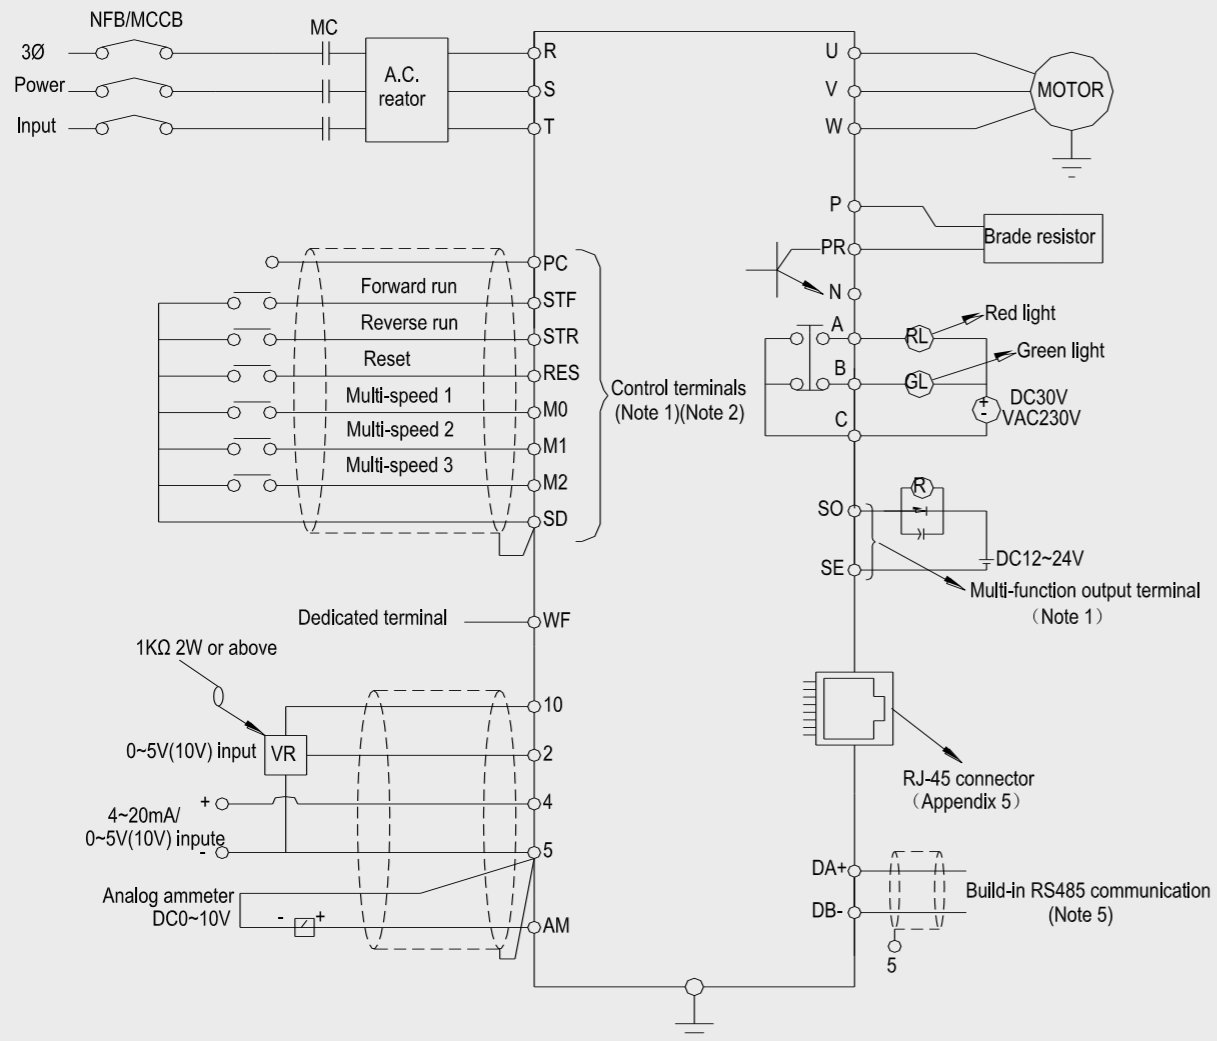 NFB/MCCB
MC
3Ø
Power
Input
A.C.
reator
R
S
T
U
V
W
MOTOR
P
PR
N
Brade resistor
PC
STF
STR
RES
M0
M1
M2
SD
Forward run
Reverse run
Reset
Multi-speed 1
Multi-speed 2
Multi-speed 3
Control terminals
(Note 1)(Note 2)
A
B
C
RL
GL
Red light
Green light
+
-
DC30V
VAC230V
SO
SE
R
DC12~24V
Multi-function output terminal
(Note 1)
Dedicated terminal
WF
1KΩ 2W or above
10
0~5V(10V) input
VR
2
+
4
4~20mA/
0~5V(10V) inpute
-
5
Analog ammeter
DC0~10V
-
+
AM
RJ-45 connector
(Appendix 5)
DA+
DB-
Build-in RS485 communication
(Note 5)
5